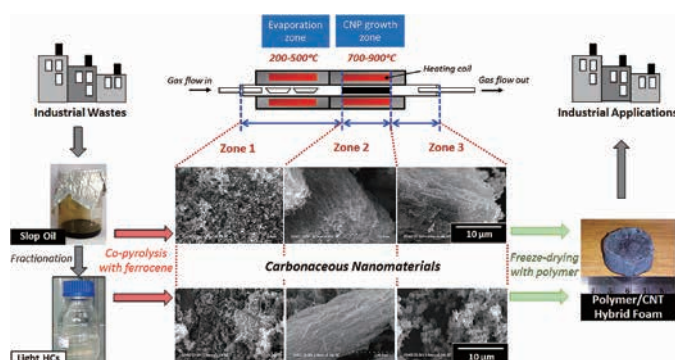 Evaporation
zone
CNP growth
zone
200-500°C
700-900°C
Heating coil
Gas flow in
Gas flow out
Industrial Wastes
Industrial Applications
Zone 1
Zone 2
Zone 3
Slop Oil
10 µm
Fractionation
Co-pyrolysis
with ferrocene
Carbonaceous Nanomaterials
Freeze-drying
with polymer
Polymer/CNT
Hybrid Foam
Light HCs
10 µm